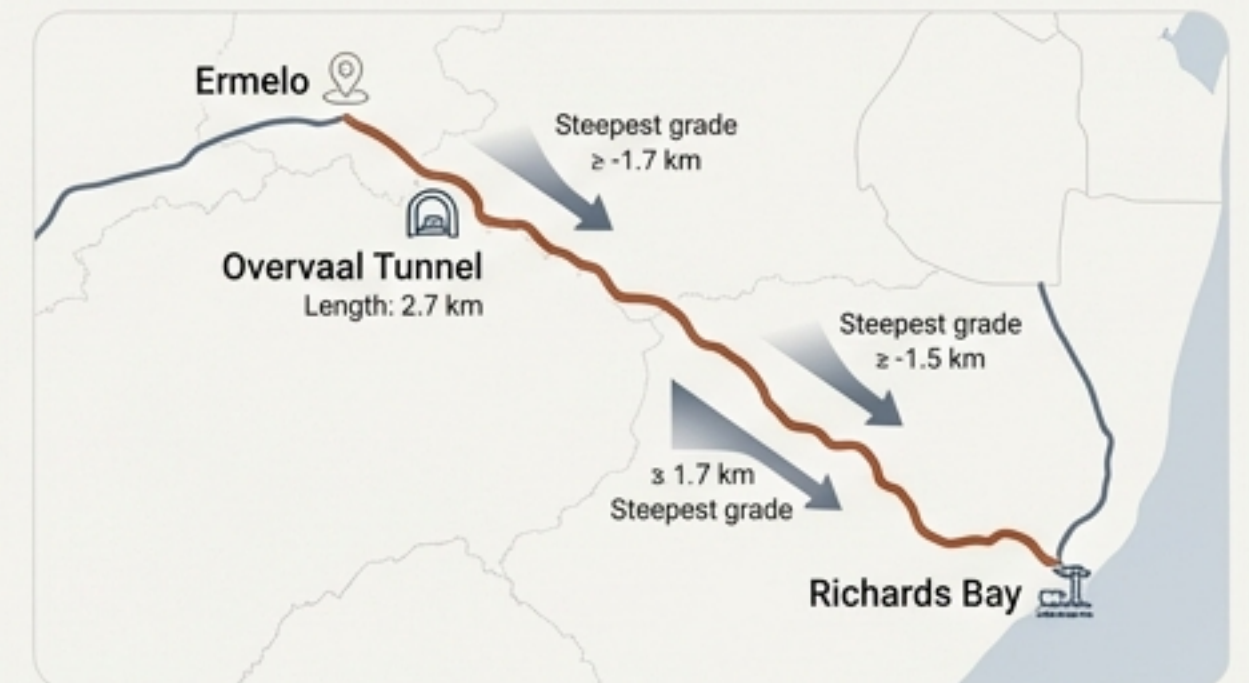 Ermelo
Steepest grade
≥ -1.7 km
Overvaal Tunnel
Length: 2.7 km
Steepest grade
≥ -1.5 km
1.7 km
Steepest grade
Richards Bay